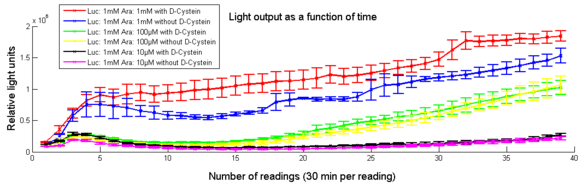 Light output as a function of time
x 10^6
Luc: 1mM Ara: 1mM with D-Cystein
Luc: 1mM Ara: 1mM without D-Cystein
Luc: 1mM Ara: 100µM with D-Cystein
Luc: 1mM Ara: 100µM without D-Cystein
Luc: 1mM Ara: 10µM with D-Cystein
Luc: 1mM Ara: 10µM without D-Cystein
Relative light units
2
1.5
1
0.5
0
0 5 10 15 20 25 30 35 40
Number of readings (30 min per reading)